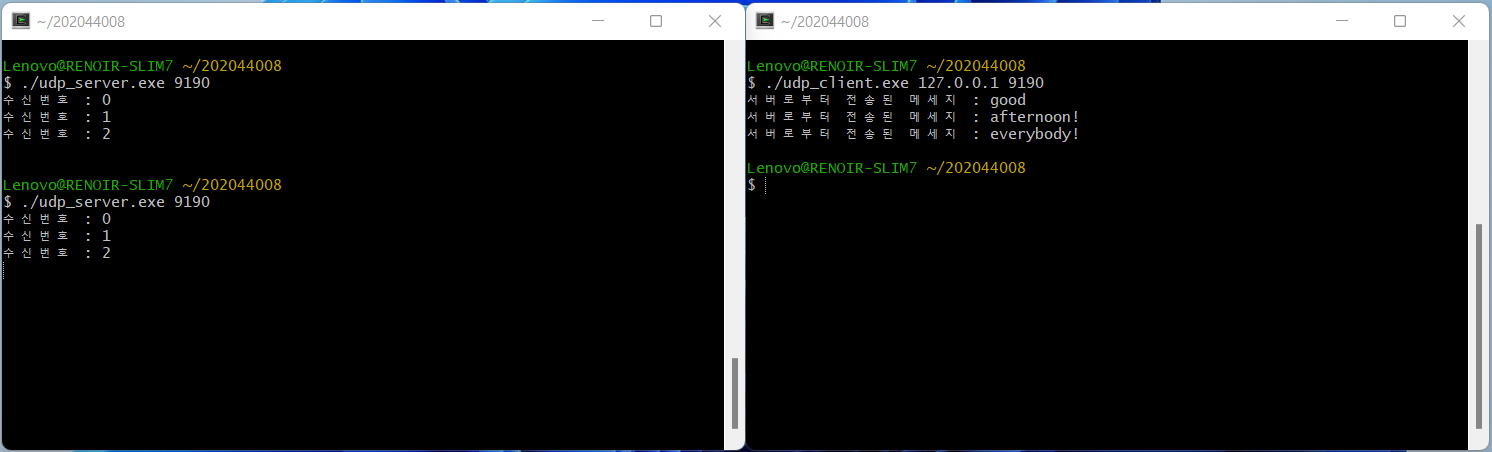 ~/202044008
Lenovo@RENOIR-SLIM7 ~/202044008
$ ./udp_server.exe 9190
수신번호 : 0
수신번호 : 1
수신번호 : 2
Lenovo@RENOIR-SLIM7 ~/202044008
$ ./udp_server.exe 9190
수신번호 : 0
수신번호 : 1
수신번호 : 2
~/202044008
Lenovo@RENOIR-SLIM7 ~/202044008
$ ./udp_client.exe 127.0.0.1 9190
서버로부터 전송된 메세지 : good
서버로부터 전송된 메세지 : afternoon!
서버로부터 전송된 메세지 : everybody!
Lenovo@RENOIR-SLIM7 ~/202044008
$